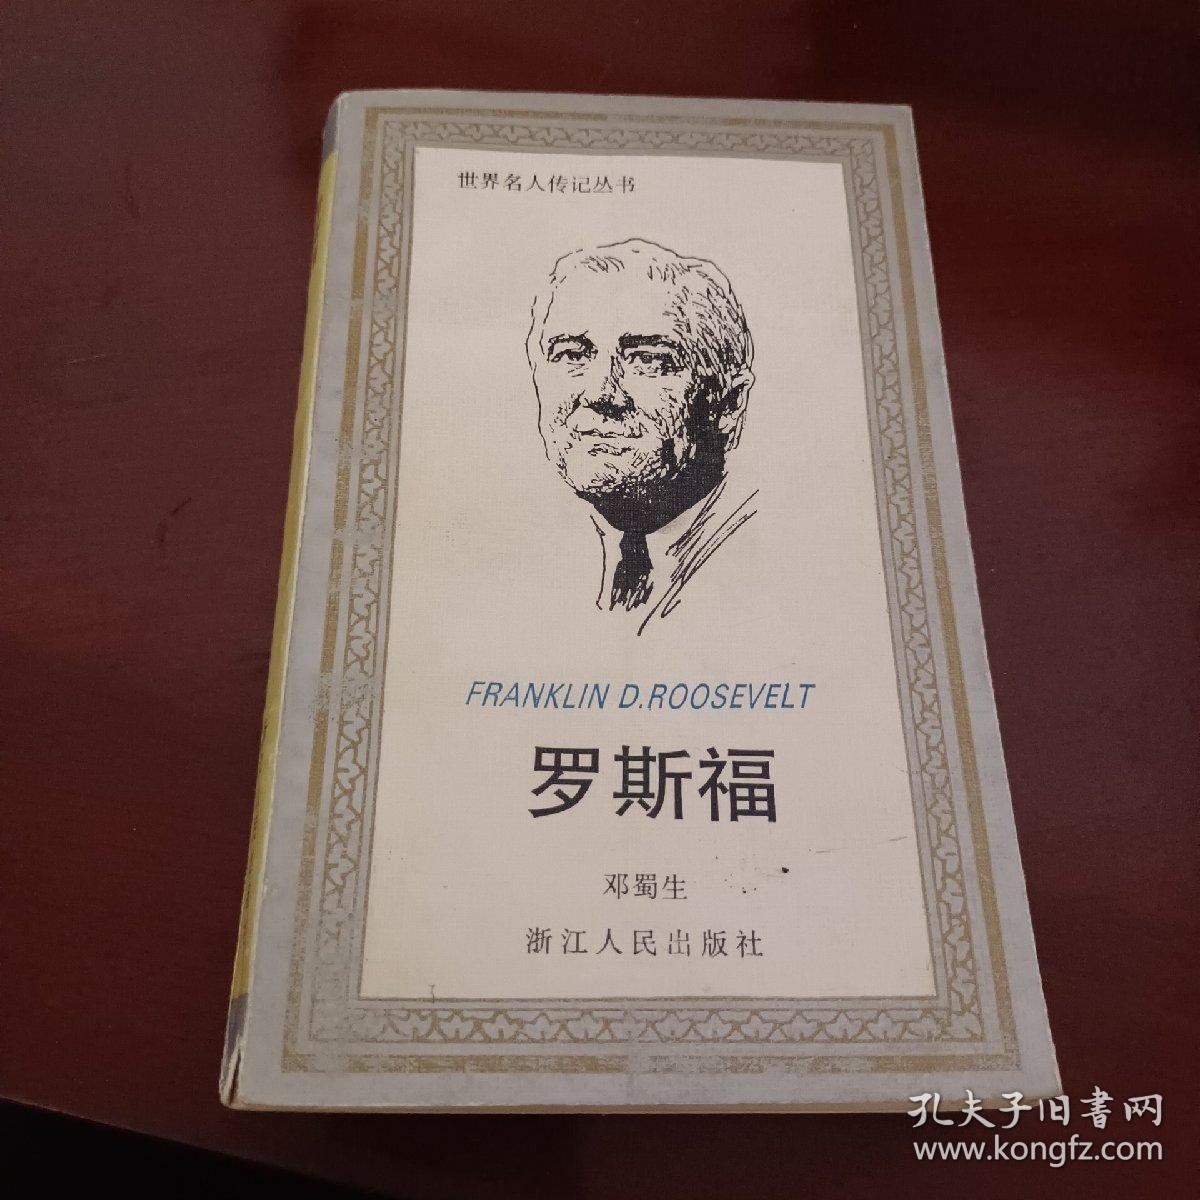 世界名人传记丛书
FRANKLIN D.ROOSEVELT
罗斯福
邓蜀生
浙江人民出版社
孔夫子旧書网
www.kongfz.com